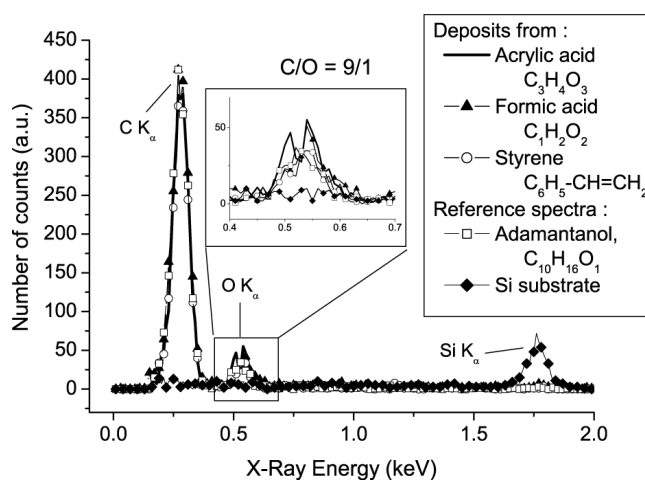 450
400
350
300
250
200
150
100
50
0
Number of counts (a.u.)
C Kα
C/O = 9/1
50
0
0.4 0.5 0.6 0.7
O Kα
Si Kα
0.0 0.5 1.0 1.5 2.0
X-Ray Energy (keV)
Deposits from :
Acrylic acid
C₃H₄O₃
Formic acid
C₁H₂O₂
Styrene
C₆H₅-CH=CH₂
Reference spectra :
Adamantanol,
C₁₀H₁₆O₁
Si substrate